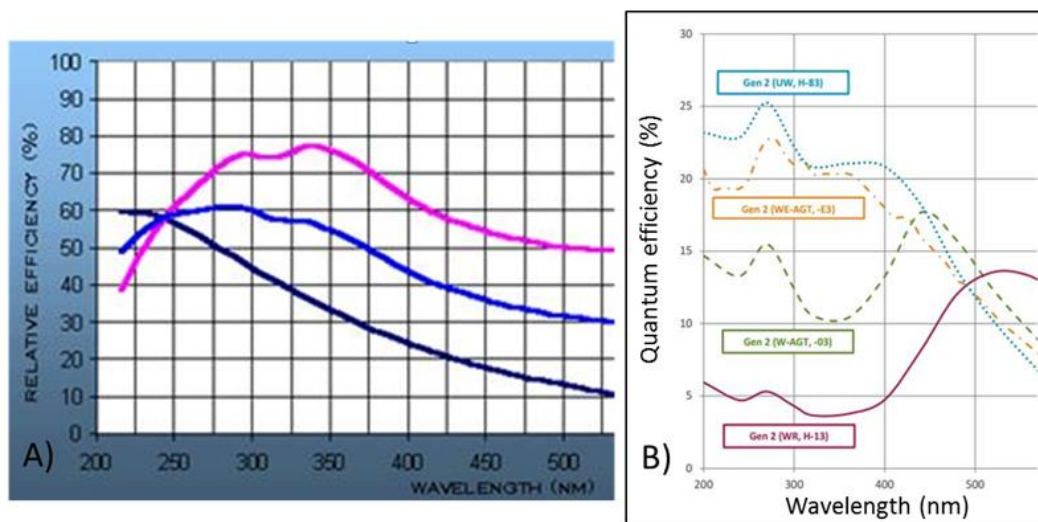 RELATIVE EFFICIENCY (%)
100
90
80
70
60
50
40
30
20
10
0
200 250 300 350 400 450 500
WAVELENGTH (NM)
A)
Quantum efficiency (%)
30
25
20
15
10
5
0
Gen 2 (UW, H-83)
Gen 2 (WE-AGT, -E3)
Gen 2 (W-AGT, -03)
Gen 2 (WR, H-13)
200 300 400 500
Wavelength (nm)
B)